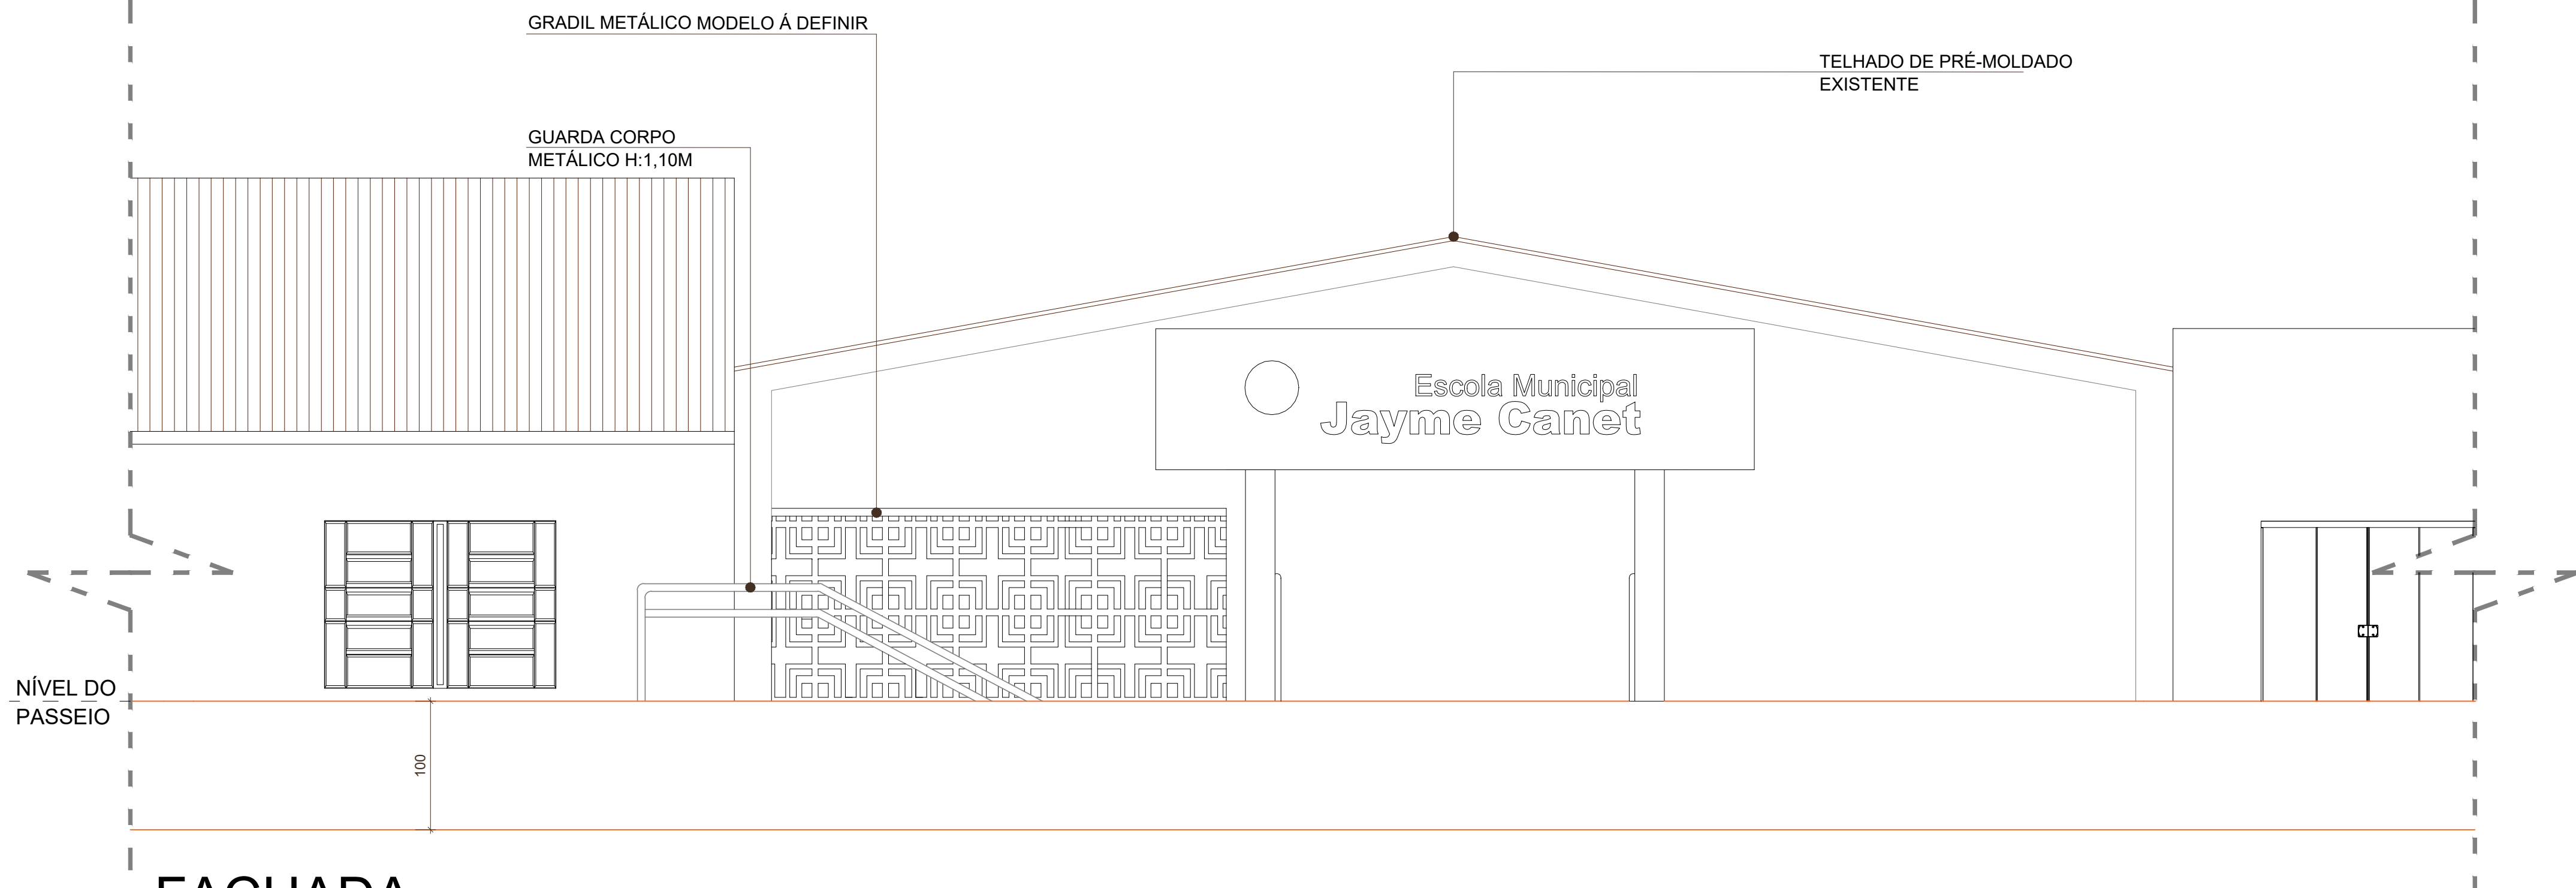 GRADIL METÁLICO MODELO Á DEFINIR
TELHADO DE PRÉ-MOLDADO
EXISTENTE
GUARDA CORPO
METÁLICO H:1,10M
Escola Municipal
Jayme Canet
NÍVEL DO
PASSEIO
100
FACHADA